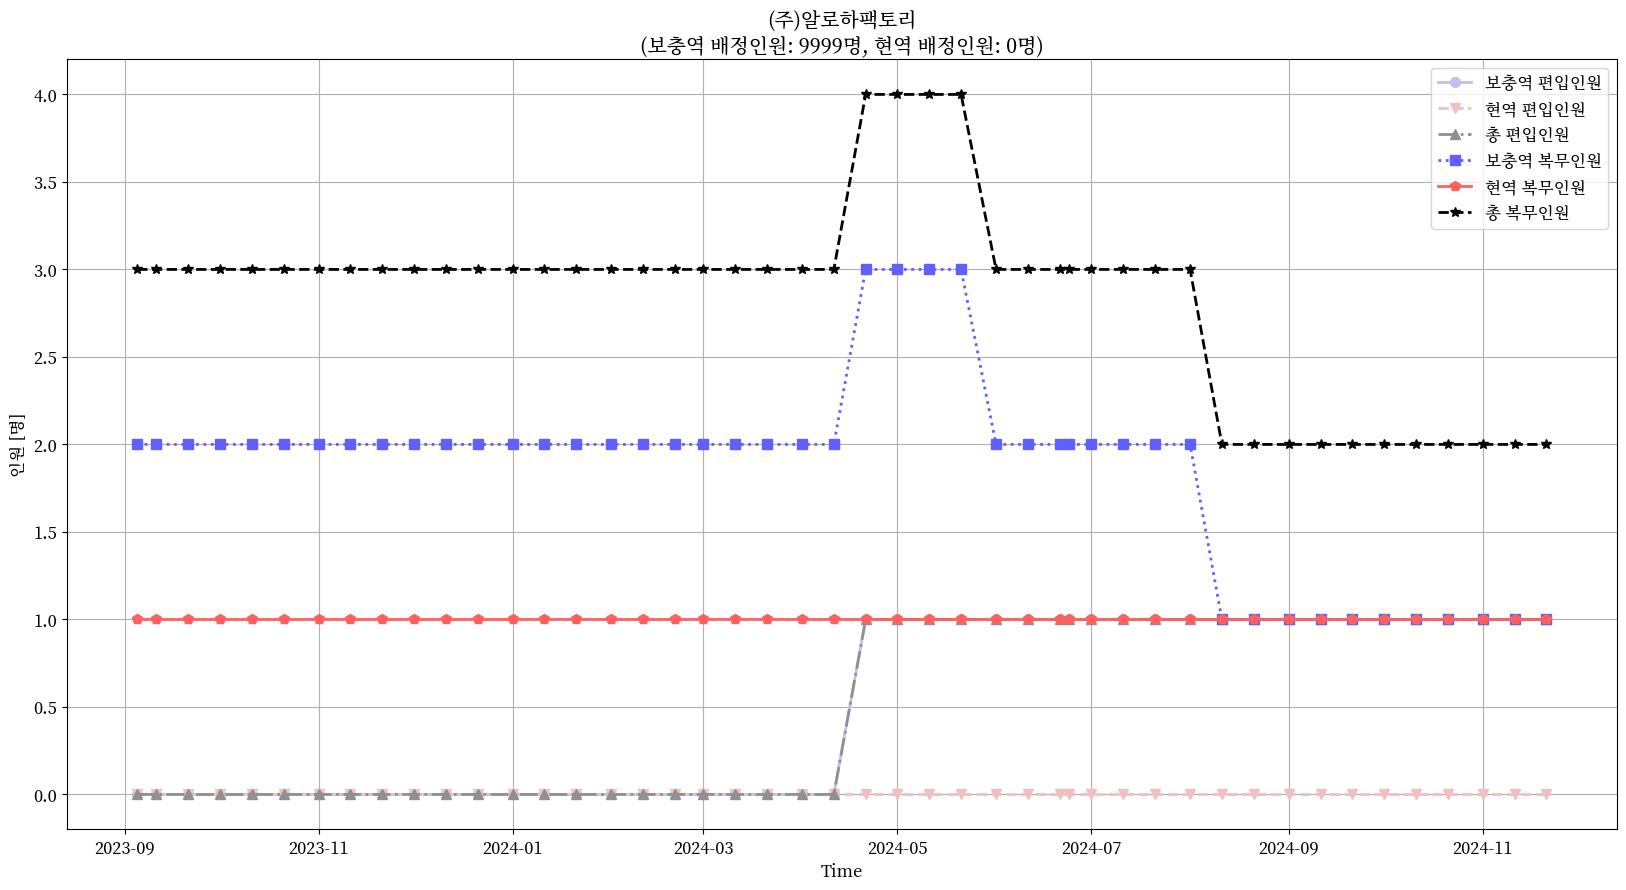 (주)알로하팩토리
(보충역 배정인원: 9999명, 현역 배정인원: 0명)
보충역 편입인원
현역 편입인원
총 편입인원
보충역 복무인원
현역 복무인원
총 복무인원
인원 [명]
4.0
3.5
3.0
2.5
2.0
1.5
1.0
0.5
0.0
2023-09
2023-11
2024-01
2024-03
2024-05
2024-07
2024-09
2024-11
Time